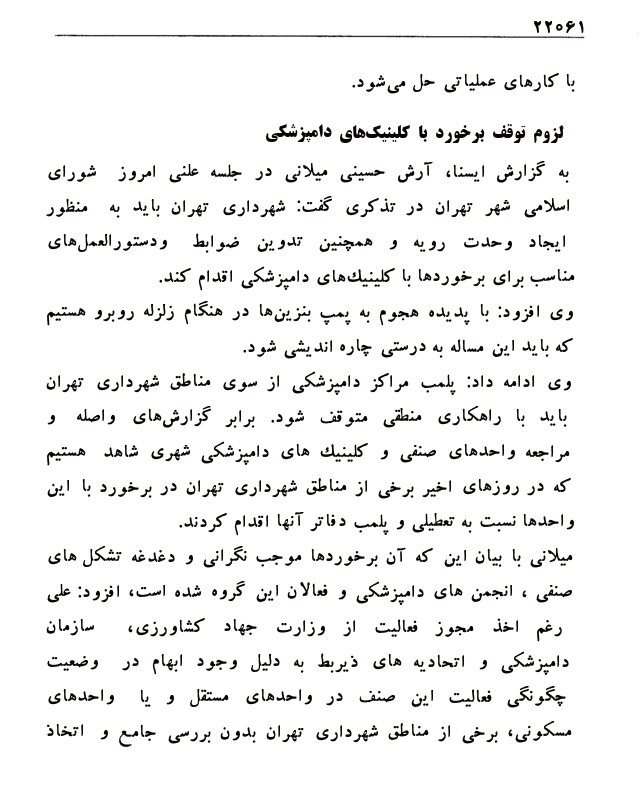 ۲۲۰۶۱
با کارهای عملیاتی حل می‌شود.
لزوم توقف برخورد با کلینیک‌های دامپزشکی
به گزارش ایسنا، آرش حسینی میلانی در جلسه علنی امروز شورای
اسلامی شهر تهران در تذکری گفت: شهرداری تهران باید به منظور
ایجاد وحدت رویه و همچنین تدوین ضوابط ودستورالعمل‌های
مناسب برای برخوردها با کلینیك‌های دامپزشکی اقدام کند.
وی افزود: با پدیده هجوم به پمپ بنزین‌ها در هنگام زلزله روبرو هستیم
که باید این مساله به درستی چاره اندیشی شود.
وی ادامه داد: پلمب مراکز دامپزشکی از سوی مناطق شهرداری تهران
باید با راهکاری منطقی متوقف شود. برابر گزارش‌های واصله و
مراجعه واحدهای صنفی و کلینیك های دامپزشکی شهری شاهد هستیم
که در روزهای اخیر برخی از مناطق شهرداری تهران در برخورد با این
واحدها نسبت به تعطیلی و پلمب دفاتر آنها اقدام کردند.
میلانی با بیان این که آن برخوردها موجب نگرانی و دغدغه تشکل های
صنفی ، انجمن های دامپزشکی و فعالان این گروه شده است، افزود: علی
رغم اخذ مجوز فعالیت از وزارت جهاد کشاورزی، سازمان
دامپزشکی و اتحادیه های ذیربط به دلیل وجود ابهام در وضعیت
چگونگی فعالیت این صنف در واحدهای مستقل و یا واحدهای
مسکونی، برخی از مناطق شهرداری تهران بدون بررسی جامع و اتخاذ